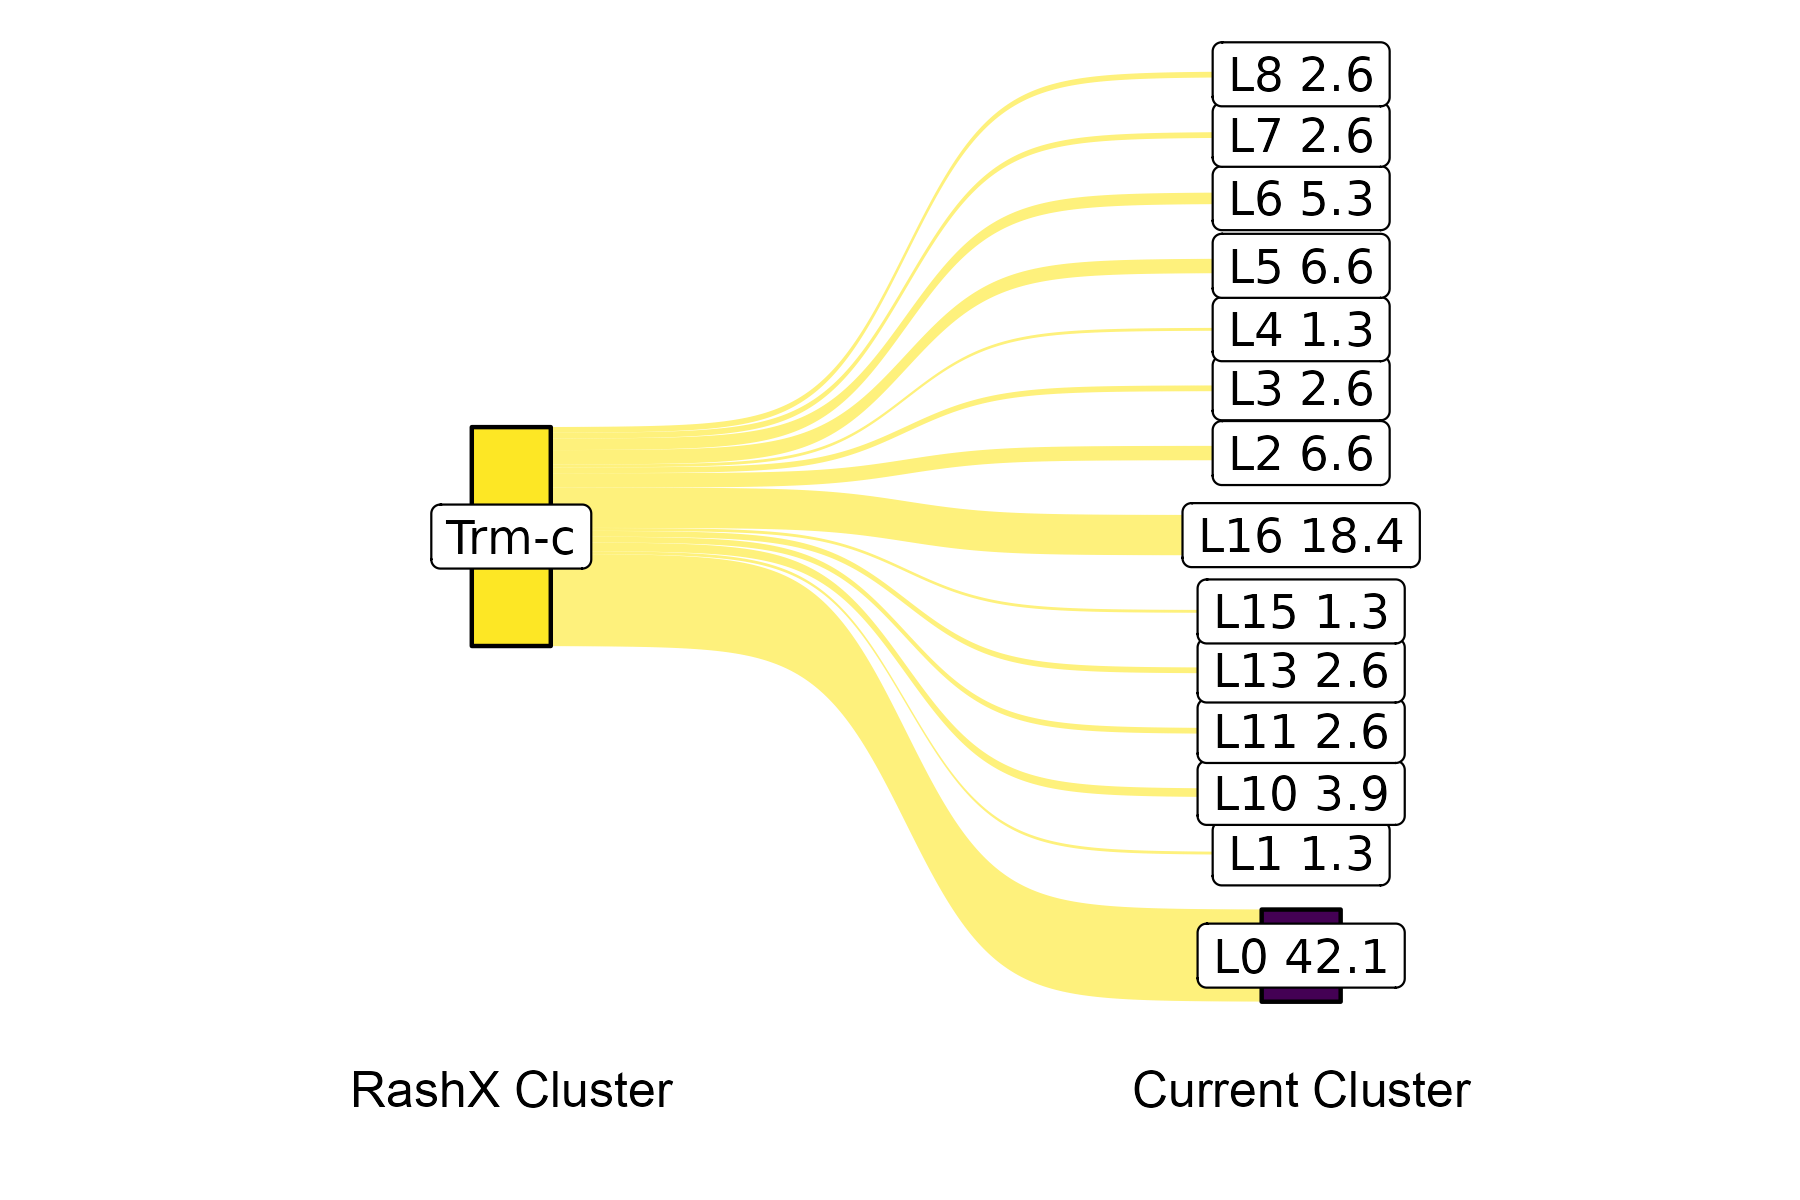 L8 2.6
L7 2.6
L6 5.3
L5 6.6
L4 1.3
L3 2.6
L2 6.6
Trm-c
L16 18.4
L15 1.3
L13 2.6
L11 2.6
L10 3.9
L1 1.3
L0 42.1
RashX Cluster
Current Cluster